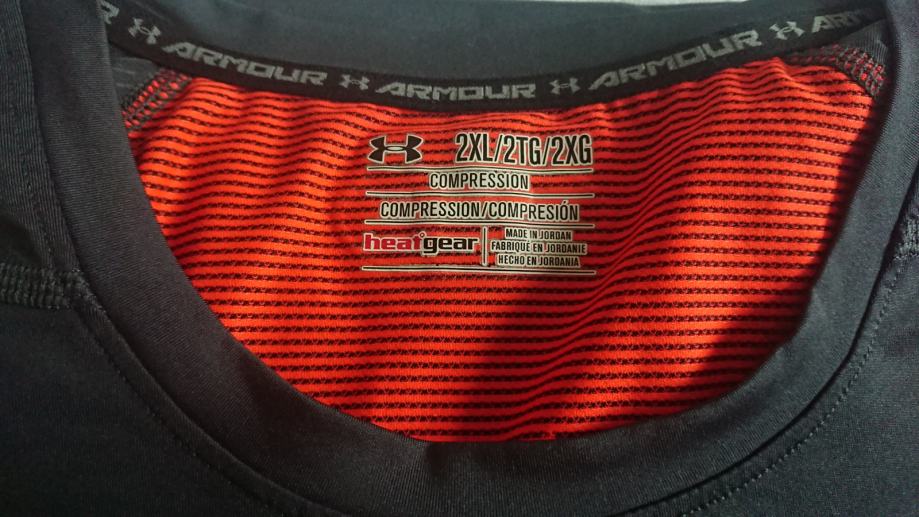 ARMOUR ARMOUR ARMOUR AR
2XL/2TG/2XG
COMPRESSION
COMPRESSION/COMPRESIÓN
heatgear
MADE IN JORDAN
FABRIQUÉ EN JORDANIE
HECHO EN JORDANIA